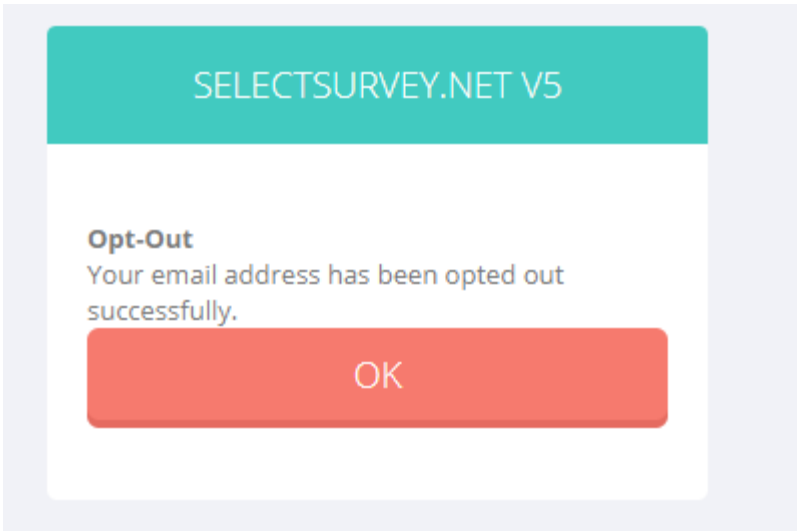 SELECTSURVEY.NET V5
Opt-Out
Your email address has been opted out
successfully.
OK